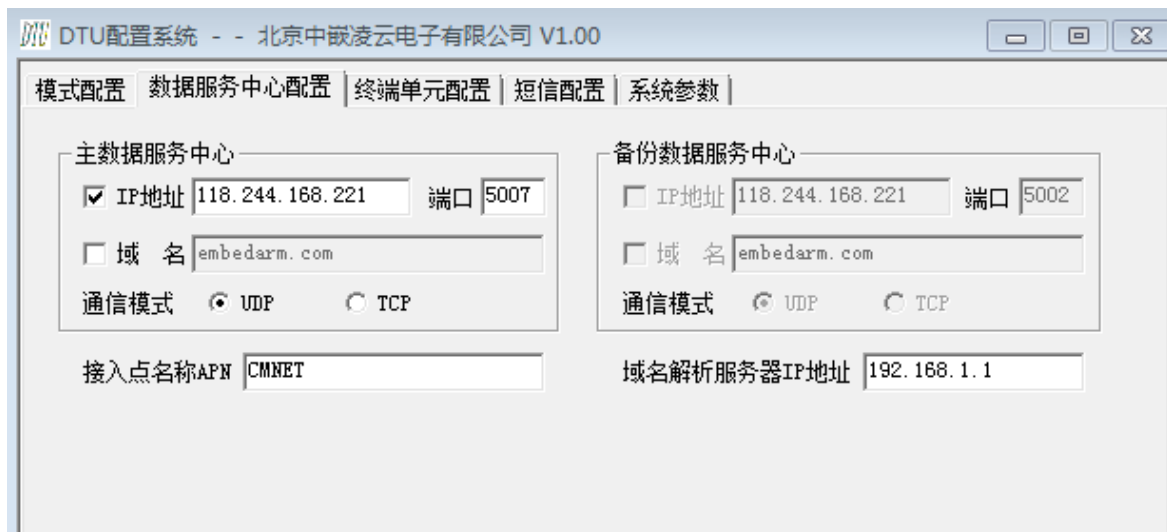 DTU DTU配置系统 - - 北京中嵌凌云电子有限公司 V1.00
模式配置 数据服务中心配置 终端单元配置 短信配置 系统参数
主数据服务中心
IP地址 118.244.168.221 端口 5007
域 名 embedarm.com
通信模式 UDP TCP
备份数据服务中心
IP地址 118.244.168.221 端口 5002
域 名 embedarm.com
通信模式 UDP TCP
接入点名称APN CMNET
域名解析服务器IP地址 192.168.1.1